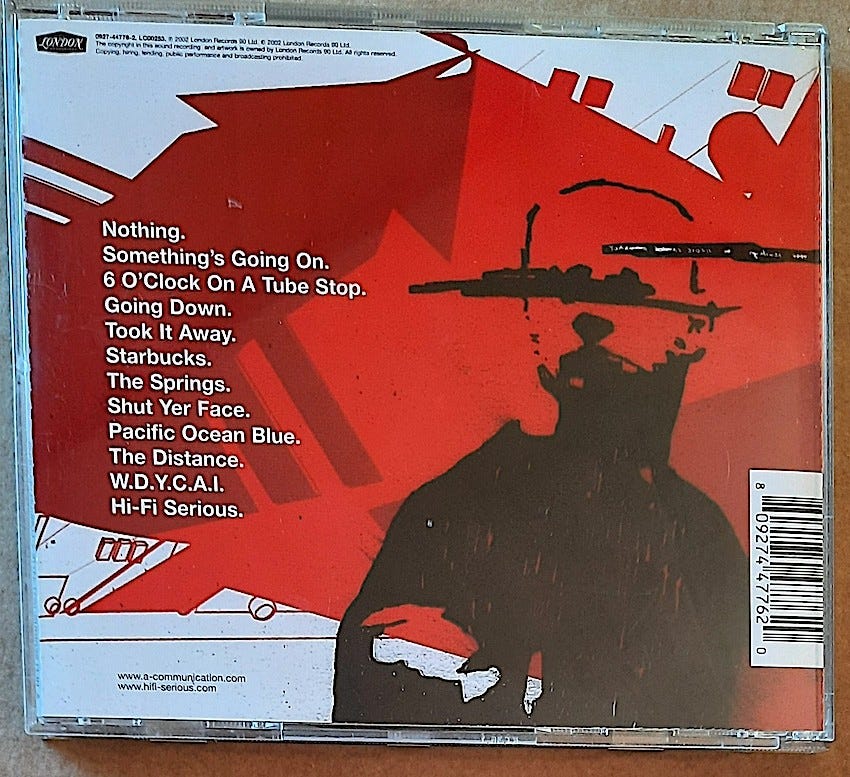 LONDON
0927-44776-2, LC00253, ℗ 2002 London Records 90 Ltd. © 2002 London Records 90 Ltd.
The copyright in this sound recording and artwork is owned by London Records 90 Ltd. All rights reserved.
Copying, hiring, lending, public performance and broadcasting prohibited.
Nothing.
Something's Going On.
6 O'Clock On A Tube Stop.
Going Down.
Took It Away.
Starbucks.
The Springs.
Shut Yer Face.
Pacific Ocean Blue.
The Distance.
W.D.Y.C.A.I.
Hi-Fi Serious.
8 09274 47762 0
www.a-communication.com
www.hifi-serious.com